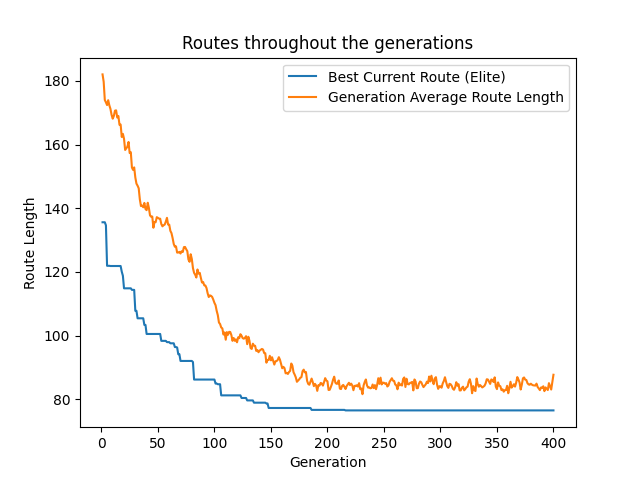 Routes throughout the generations
Best Current Route (Elite)
Generation Average Route Length
Route Length
180
160
140
120
100
80
0 50 100 150 200 250 300 350 400
Generation